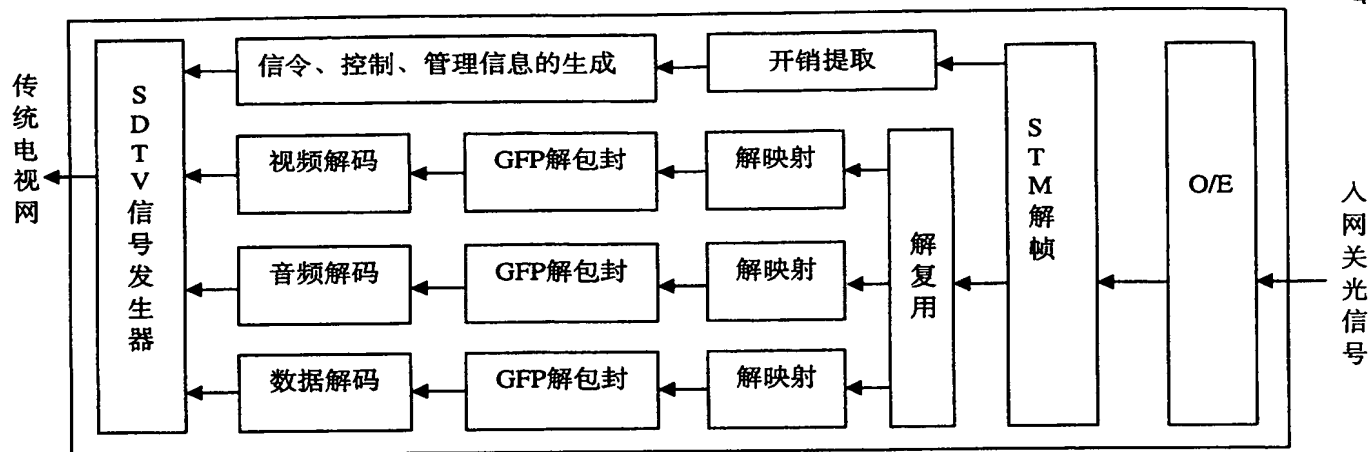 传统电视网
SDTV信号发生器
信令、控制、管理信息的生成
开销提取
视频解码
GFP解包封
解映射
音频解码
GFP解包封
解映射
数据解码
GFP解包封
解映射
解复用
STM解帧
O/E
入网关光信号